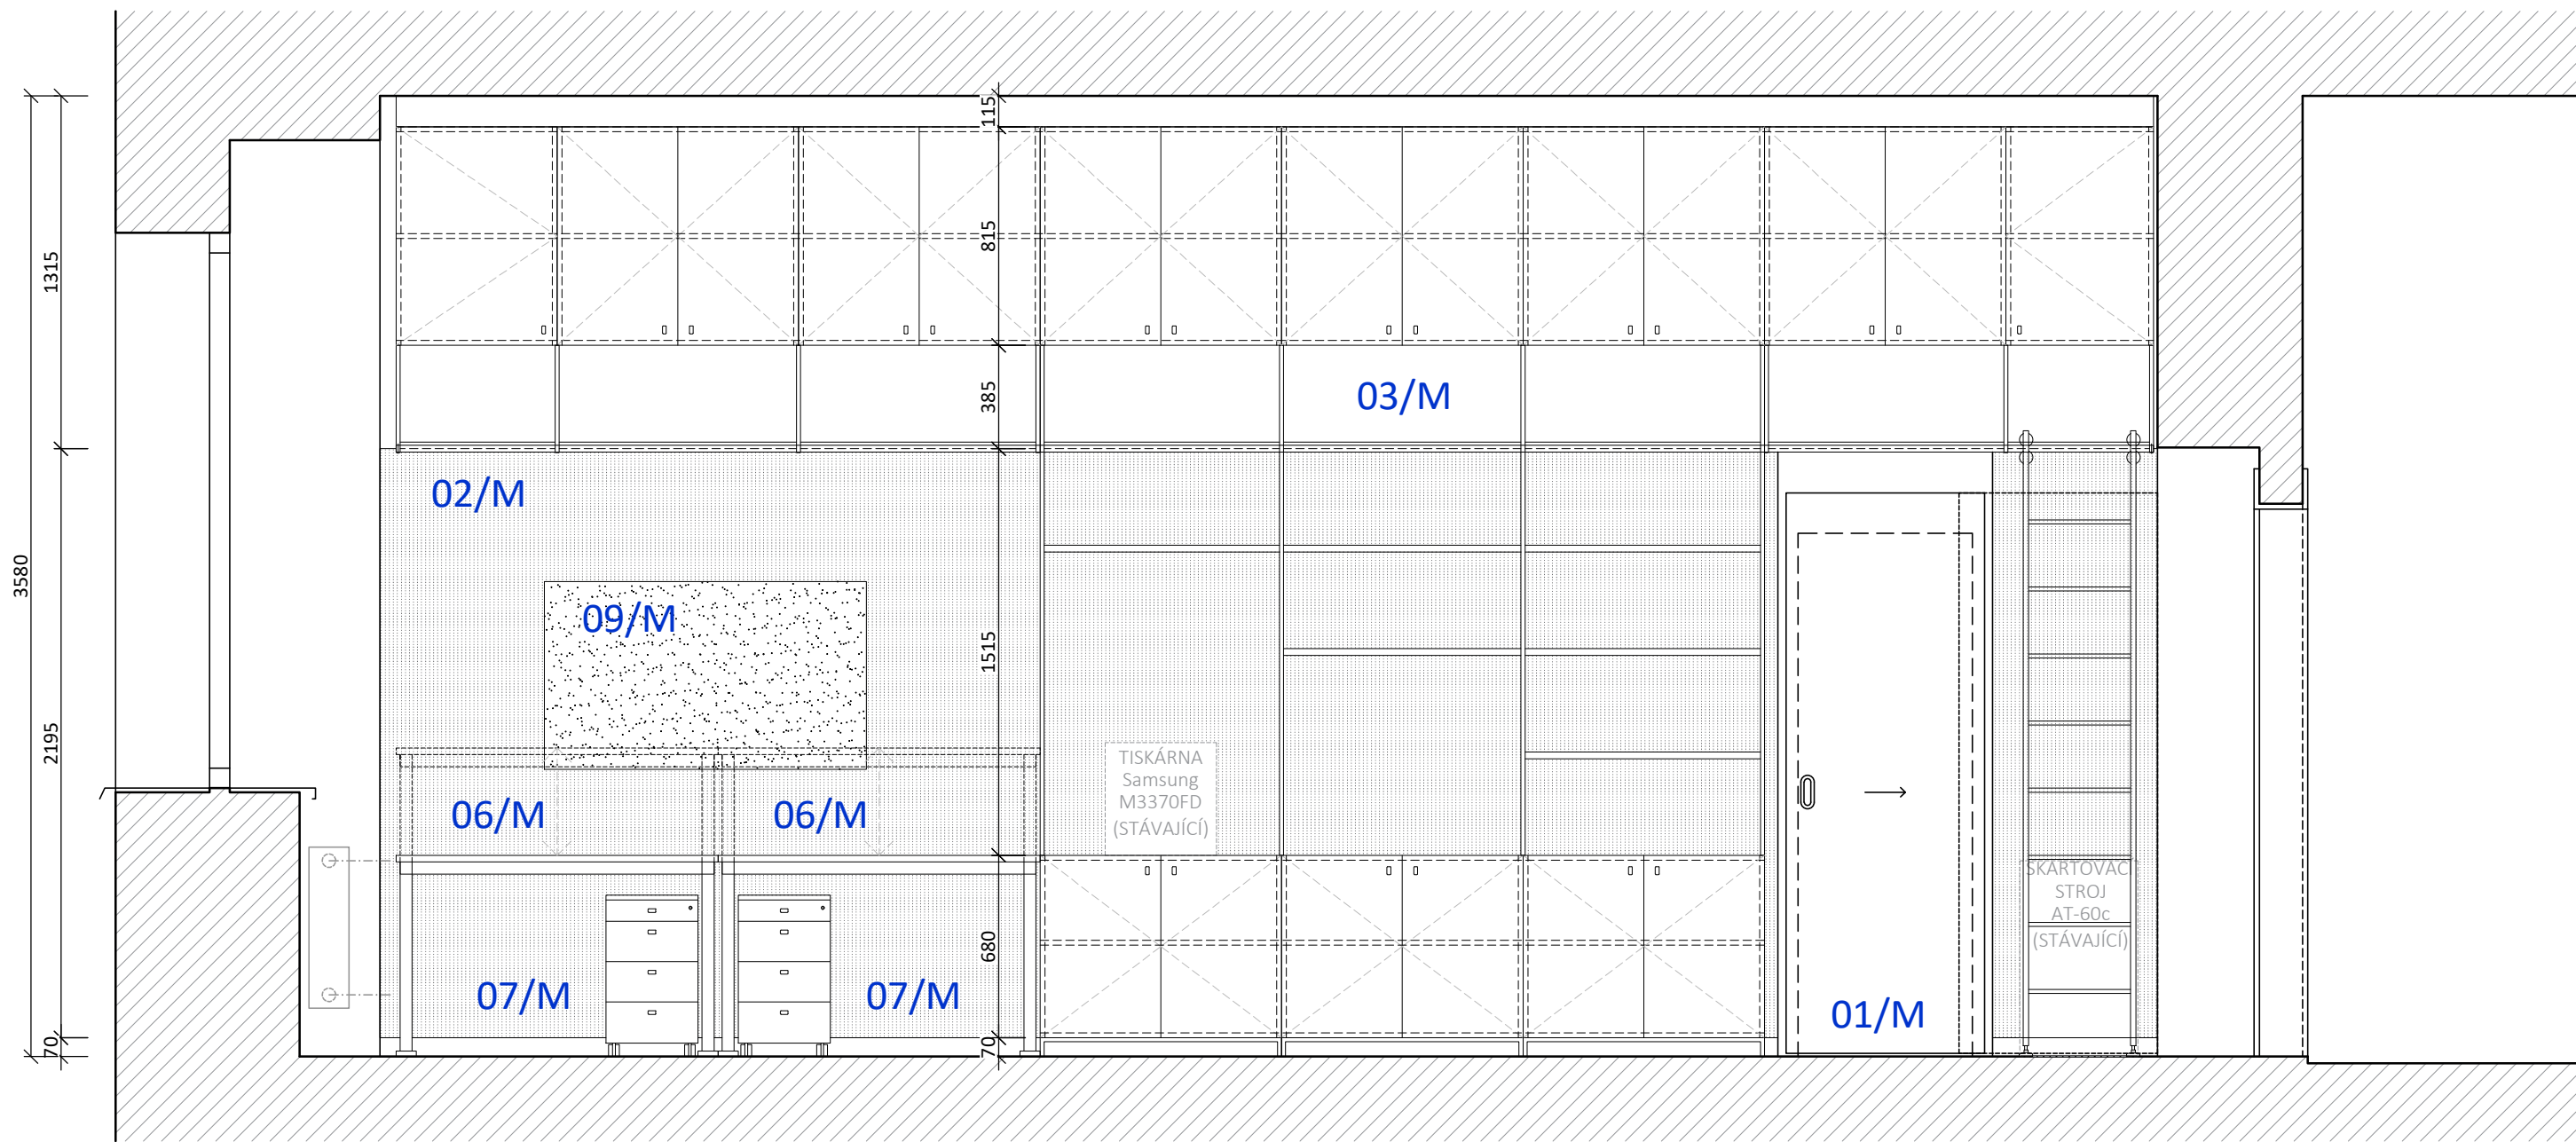 115
815
1315
385
03/M
02/M
3580
09/M
1515
2195
TISKÁRNA
Samsung
M3370FD
(STÁVAJÍCÍ)
06/M
06/M
SKARTOVACÍ
STROJ
AT-60c
(STÁVAJÍCÍ)
680
07/M
07/M
01/M
70
70